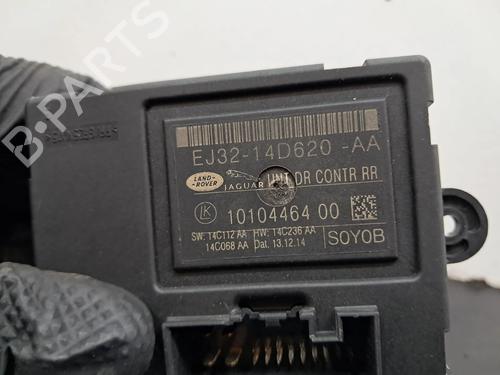 EJ32-14D620-AA
LAND-ROVER
JAGUAR UNT DR CONTR RR
LK 10104464 00
SW: 14C112 AA HW: 14C236 AA
14C068 AA Dat. 13.12.14
SOYOB